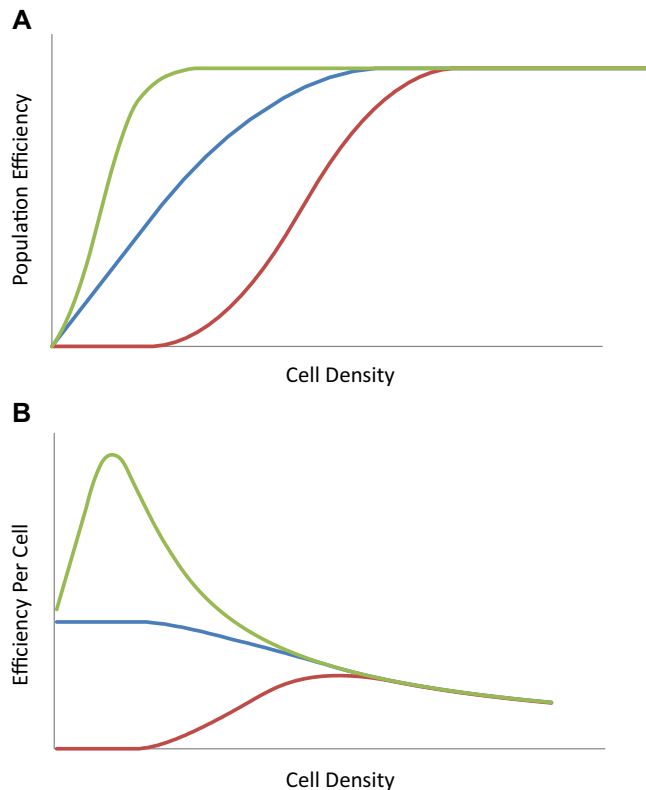 A
Population Efficiency
Cell Density
B
Efficiency Per Cell
Cell Density